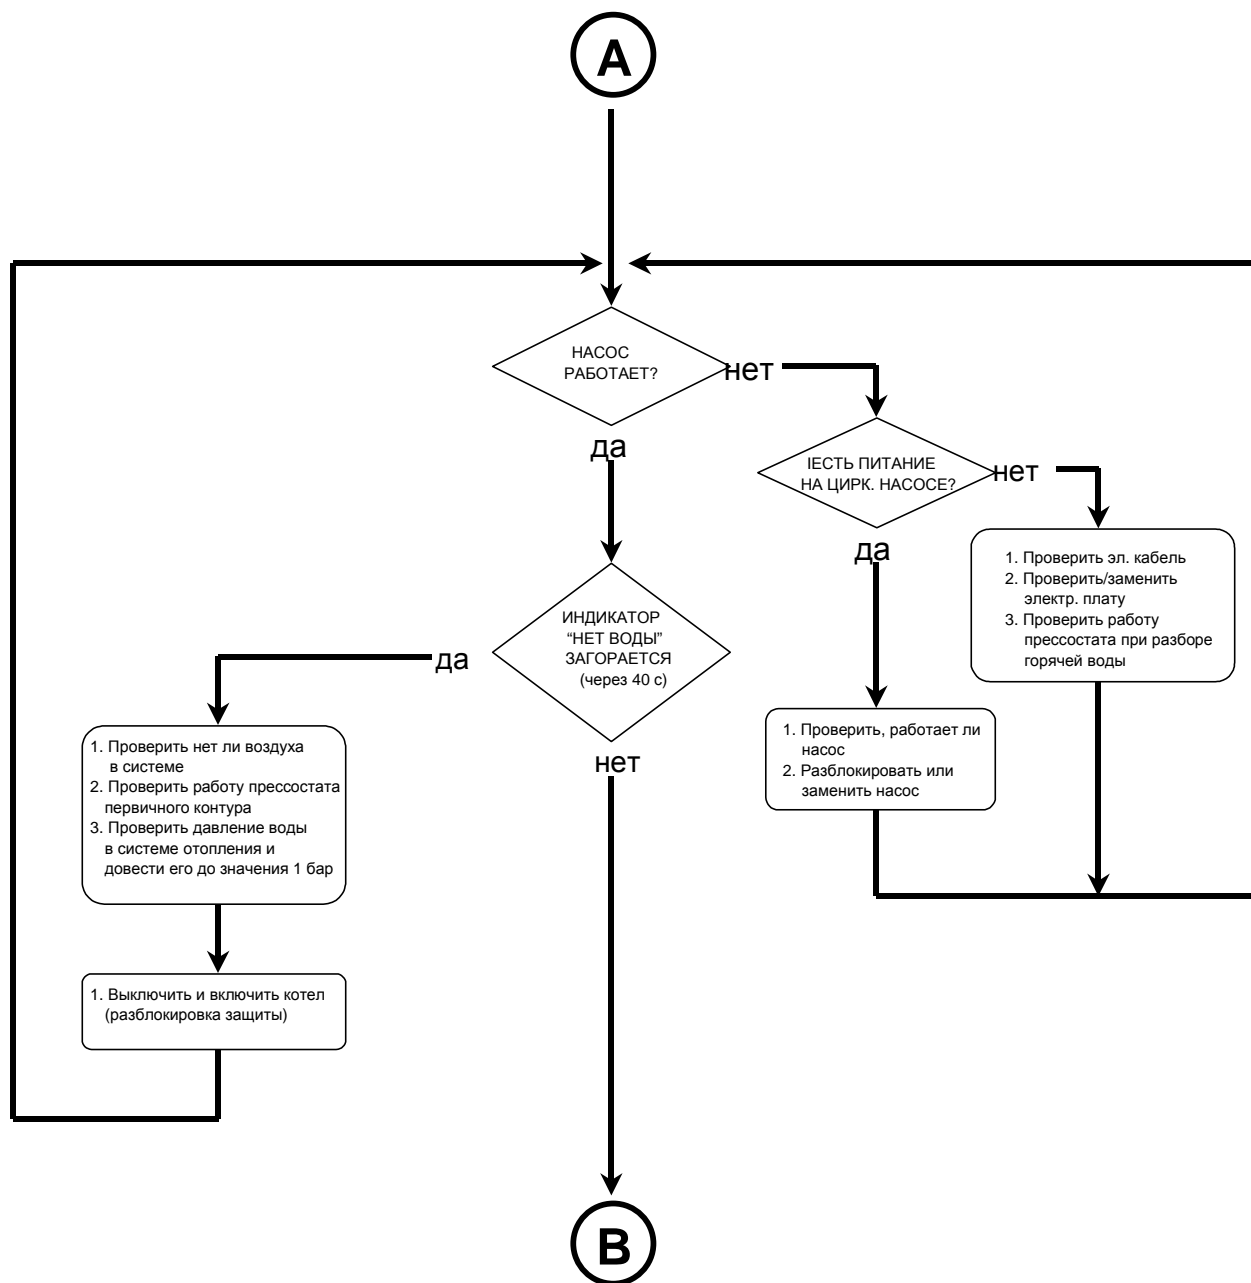 A
НАСОС
РАБОТАЕТ?
нет
да
IЕСТЬ ПИТАНИЕ
НА ЦИРК. НАСОСЕ?
нет
да
1. Проверить эл. кабель
2. Проверить/заменить
электр. плату
3. Проверить работу
прессостата при разборе
горячей воды
ИНДИКАТОР
“НЕТ ВОДЫ”
ЗАГОРАЕТСЯ
(через 40 с)
да
нет
1. Проверить, работает ли
насос
2. Разблокировать или
заменить насос
1. Проверить нет ли воздуха
в системе
2. Проверить работу прессостата
первичного контура
3. Проверить давление воды
в системе отопления и
довести его до значения 1 бар
1. Выключить и включить котел
(разблокировка защиты)
B